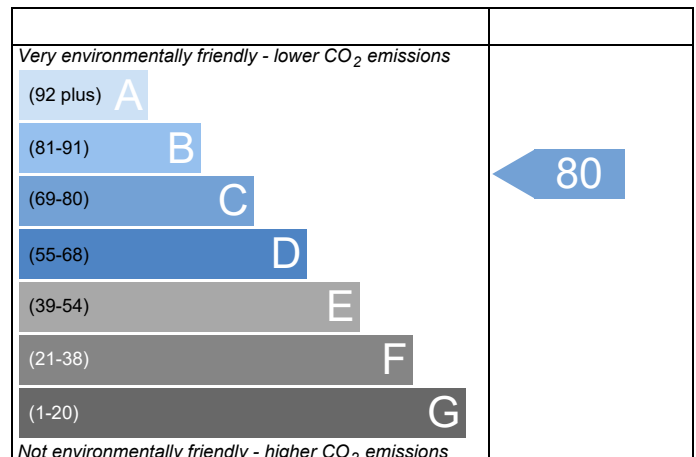 Very environmentally friendly - lower CO₂ emissions
(92 plus) A
(81-91) B
80
(69-80) C
(55-68) D
(39-54) E
(21-38) F
(1-20) G
Not environmentally friendly - higher CO₂ emissions